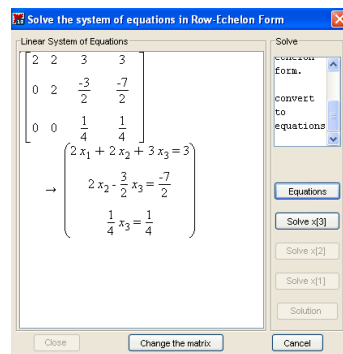 Solve the system of equations in Row-Echelon Form
Linear System of Equations
2 2 3 3
0 2 -3/2 -7/2
0 0 1/4 1/4
→
2 x₁ + 2 x₂ + 3 x₃ = 3
2 x₂ - 3/2 x₃ = -7/2
1/4 x₃ = 1/4
Solve
form.
convert
to
equations
Equations
Solve x[3]
Solve x[2]
Solve x[1]
Solution
Close
Change the matrix
Cancel